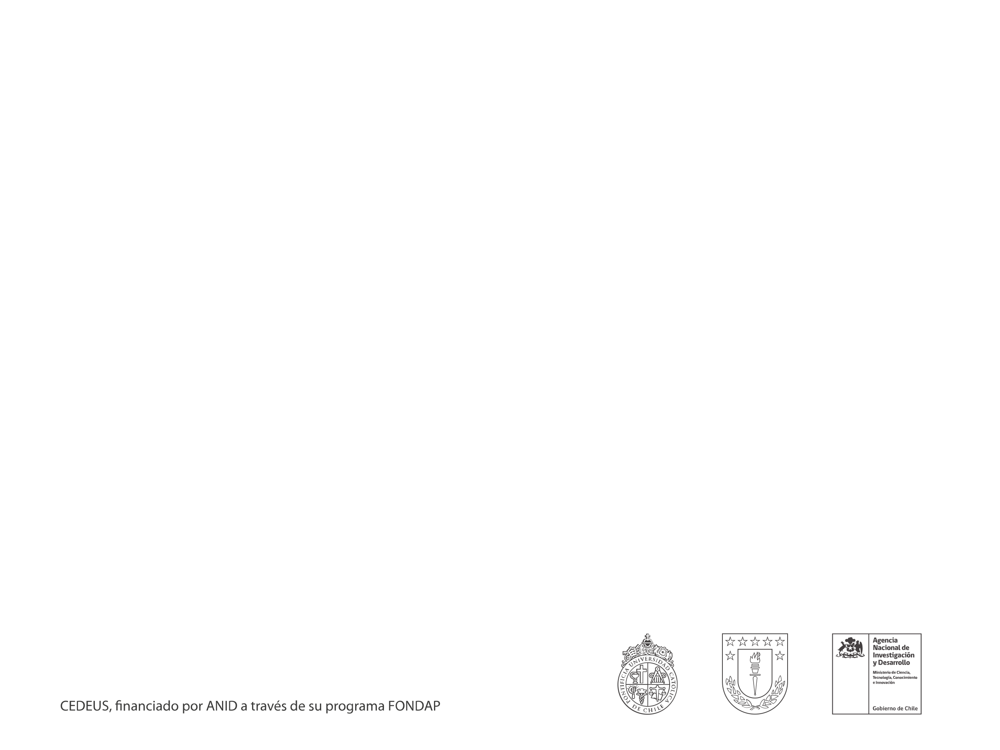 PONTIFICIA UNIVERSIDAD CATÓLICA
DE CHILE
Agencia
Nacional de
Investigación
y Desarrollo
Ministerio de Ciencia,
Tecnología, Conocimiento
e Innovación
Gobierno de Chile
CEDEUS, financiado por ANID a través de su programa FONDAP